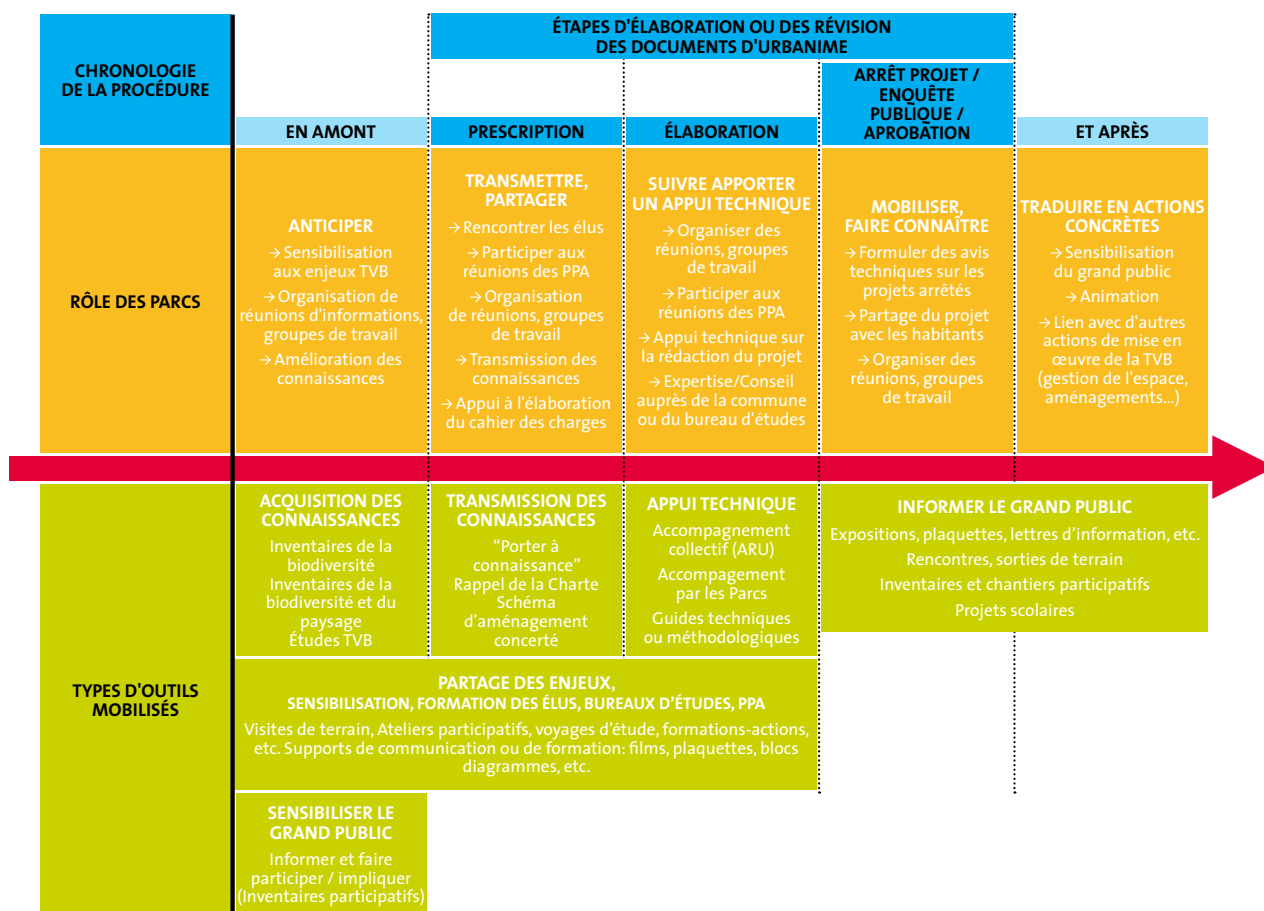 CHRONOLOGIE
DE LA PROCÉDURE
ÉTAPES D'ÉLABORATION OU DES RÉVISION
DES DOCUMENTS D'URBANIME
EN AMONT
PRESCRIPTION
ÉLABORATION
ARRÊT PROJET /
ENQUÊTE
PUBLIQUE /
APROBATION
ET APRÈS
RÔLE DES PARCS
ANTICIPER
→ Sensibilisation
aux enjeux TVB
→ Organisation de
réunions d'informations,
groupes de travail
→ Amélioration des
connaissances
TRANSMETTRE,
PARTAGER
→ Rencontrer les élus
→ Participer aux
réunions des PPA
→ Organisation
de réunions, groupes
de travail
→ Transmission des
connaissances
→ Appui à l'élaboration
du cahier des charges
SUIVRE APPORTER
UN APPUI TECHNIQUE
→ Organiser des
réunions, groupes
de travail
→ Participer aux
réunions des PPA
→ Appui technique sur
la rédaction du projet
→ Expertise/Conseil
auprès de la commune
ou du bureau d'études
MOBILISER,
FAIRE CONNAÎTRE
→ Formuler des avis
techniques sur les
projets arrêtés
→ Partage du projet
avec les habitants
→ Organiser des
réunions, groupes
de travail
TRADUIRE EN ACTIONS
CONCRÈTES
→ Sensibilisation
du grand public
→ Animation
→ Lien avec d'autres
actions de mise en
œuvre de la TVB
(gestion de l'espace,
aménagements...)
TYPES D'OUTILS
MOBILISÉS
ACQUISITION DES
CONNAISSANCES
Inventaires de la
biodiversité
Inventaires de la
biodiversité et du
paysage
Études TVB
TRANSMISSION DES
CONNAISSANCES
“Porter à
connaissance”
Rappel de la Charte
Schéma
d'aménagement
concerté
APPUI TECHNIQUE
Accompagnement
collectif (ARU)
Accompagement
par les Parcs
Guides techniques
ou méthodologiques
INFORMER LE GRAND PUBLIC
Expositions, plaquettes, lettres d’information, etc.
Rencontres, sorties de terrain
Inventaires et chantiers participatifs
Projets scolaires
PARTAGE DES ENJEUX,
SENSIBILISATION, FORMATION DES ÉLUS, BUREAUX D’ÉTUDES, PPA
Visites de terrain, Ateliers participatifs, voyages d’étude, formations-actions,
etc. Supports de communication ou de formation: films, plaquettes, blocs
diagrammes, etc.
SENSIBILISER LE
GRAND PUBLIC
Informer et faire
participer / impliquer
(Inventaires participatifs)